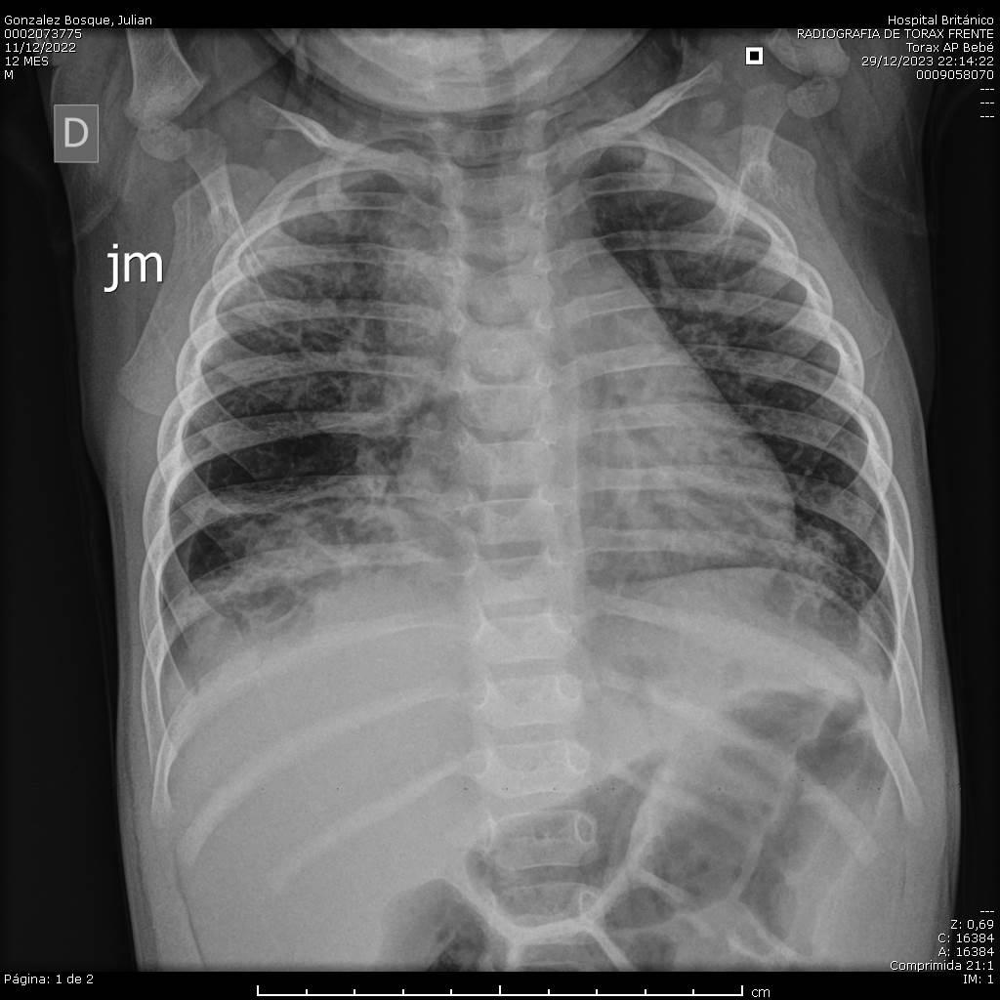 Gonzalez Bosque, Julian
0002073775
11/12/2022
12 MES
M
Hospital Británico
RADIOGRAFIA DE TORAX FRENTE
Torax AP Bebé
29/12/2023 22:14:22
0009058070
---
---
---
D
jm
---
Z: 0,69
C: 16384
A: 16384
Comprimida 21:1
IM: 1
Página: 1 de 2
cm